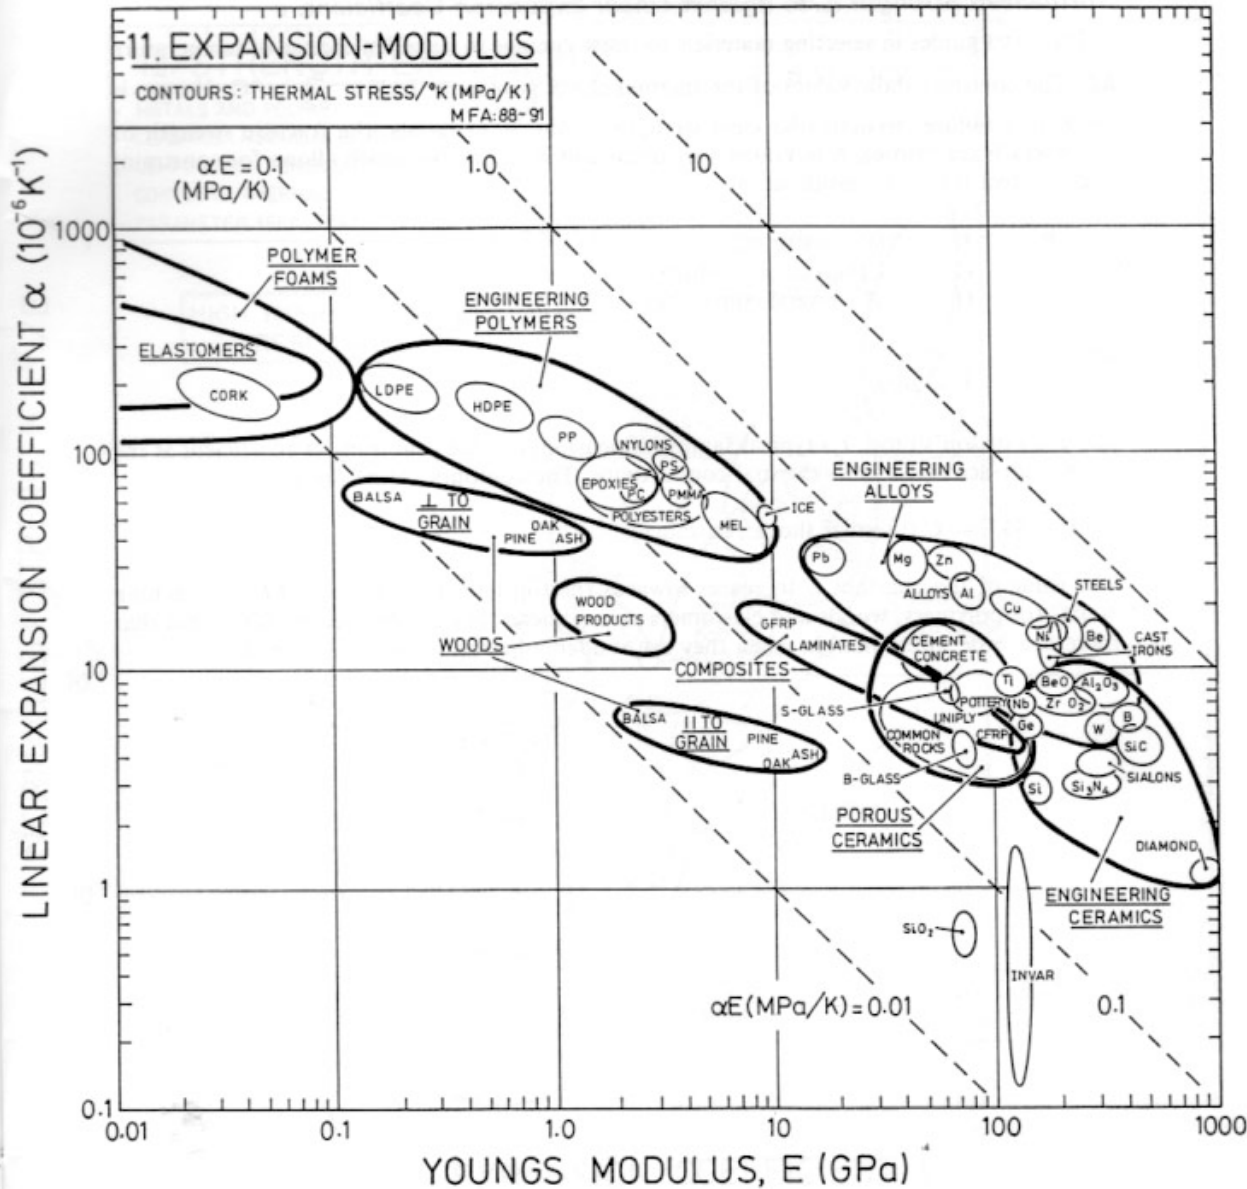 11. EXPANSION-MODULUS
CONTOURS: THERMAL STRESS/°K (MPa/K)
MFA:88-91
αE=0.1
(MPa/K)
1.0
10
LINEAR EXPANSION COEFFICIENT α (10⁻⁶K⁻¹)
1000
100
10
1
0.1
POLYMER
FOAMS
ELASTOMERS
CORK
ENGINEERING
POLYMERS
LDPE
HDPE
PP
NYLONS
PS
EPOXIES
PC
PMMA
POLYESTERS
MEL
ICE
BALSA
⊥ TO
GRAIN
OAK
PINE
ASH
ENGINEERING
ALLOYS
Pb
Mg
Zn
ALLOYS
Al
STEELS
Cu
Ni
Be
CAST
IRONS
WOOD
PRODUCTS
WOODS
GFRP
LAMINATES
COMPOSITES
CEMENT
CONCRETE
S-GLASS
POTTERY
UNIPLY
COMMON
ROCKS
CFRP
B-GLASS
Ti
BeO
Al₂O₃
Nb
ZrO₂
Ge
W
B
SiC
SIALONS
Si
Si₃N₄
BALSA
II TO
GRAIN
PINE
ASH
OAK
POROUS
CERAMICS
DIAMOND
ENGINEERING
CERAMICS
SiO₂
INVAR
αE(MPa/K)=0.01
0.1
0.01
0.1
1.0
10
100
1000
YOUNGS MODULUS, E (GPa)